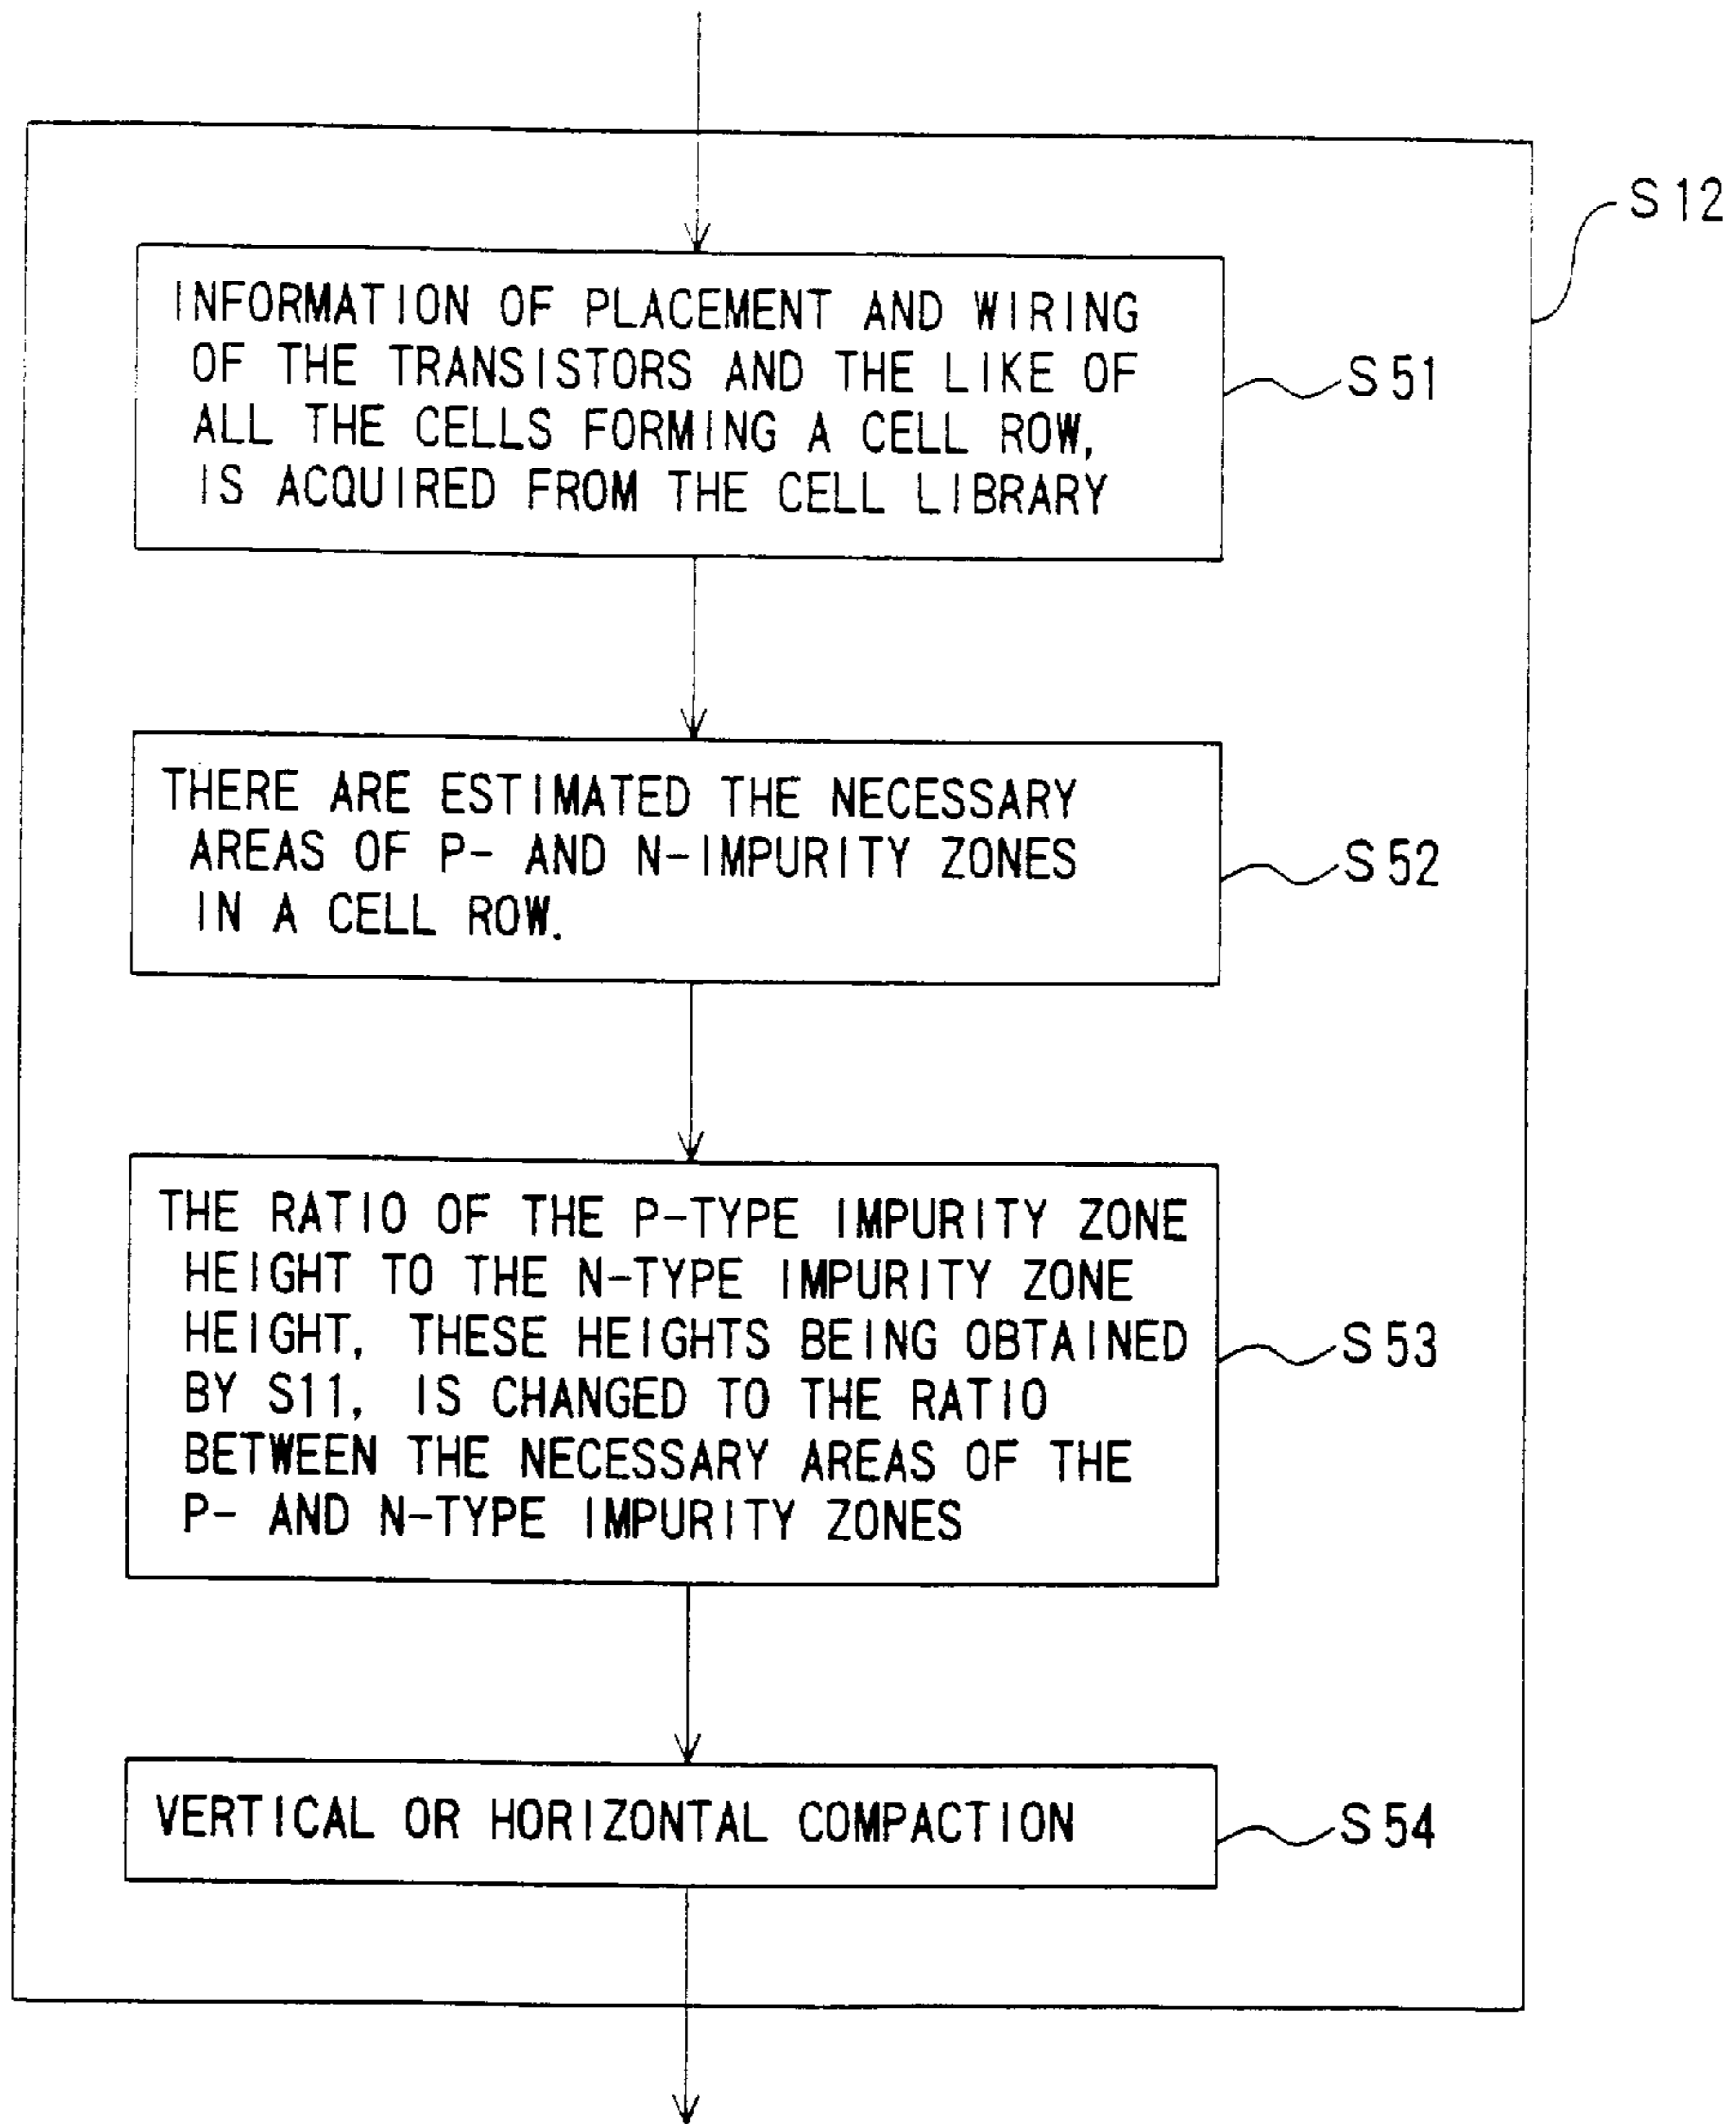 S12
INFORMATION OF PLACEMENT AND WIRING
OF THE TRANSISTORS AND THE LIKE OF
ALL THE CELLS FORMING A CELL ROW,
IS ACQUIRED FROM THE CELL LIBRARY
S51
THERE ARE ESTIMATED THE NECESSARY
AREAS OF P- AND N-IMPURITY ZONES
IN A CELL ROW.
S52
THE RATIO OF THE P-TYPE IMPURITY ZONE
HEIGHT TO THE N-TYPE IMPURITY ZONE
HEIGHT, THESE HEIGHTS BEING OBTAINED
BY S11, IS CHANGED TO THE RATIO
BETWEEN THE NECESSARY AREAS OF THE
P- AND N-TYPE IMPURITY ZONES
S53
VERTICAL OR HORIZONTAL COMPACTION
S54